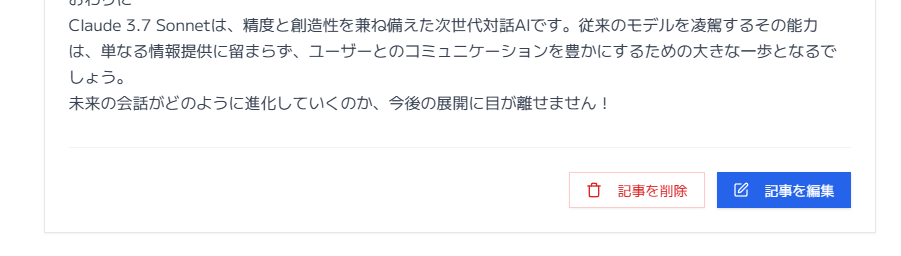 おわりに
Claude 3.7 Sonnetは、精度と創造性を兼ね備えた次世代対話AIです。従来のモデルを凌駕するその能力
は、単なる情報提供に留まらず、ユーザーとのコミュニケーションを豊かにするための大きな一歩となるで
しょう。
未来の会話がどのように進化していくのか、今後の展開に目が離せません！
記事を削除
記事を編集